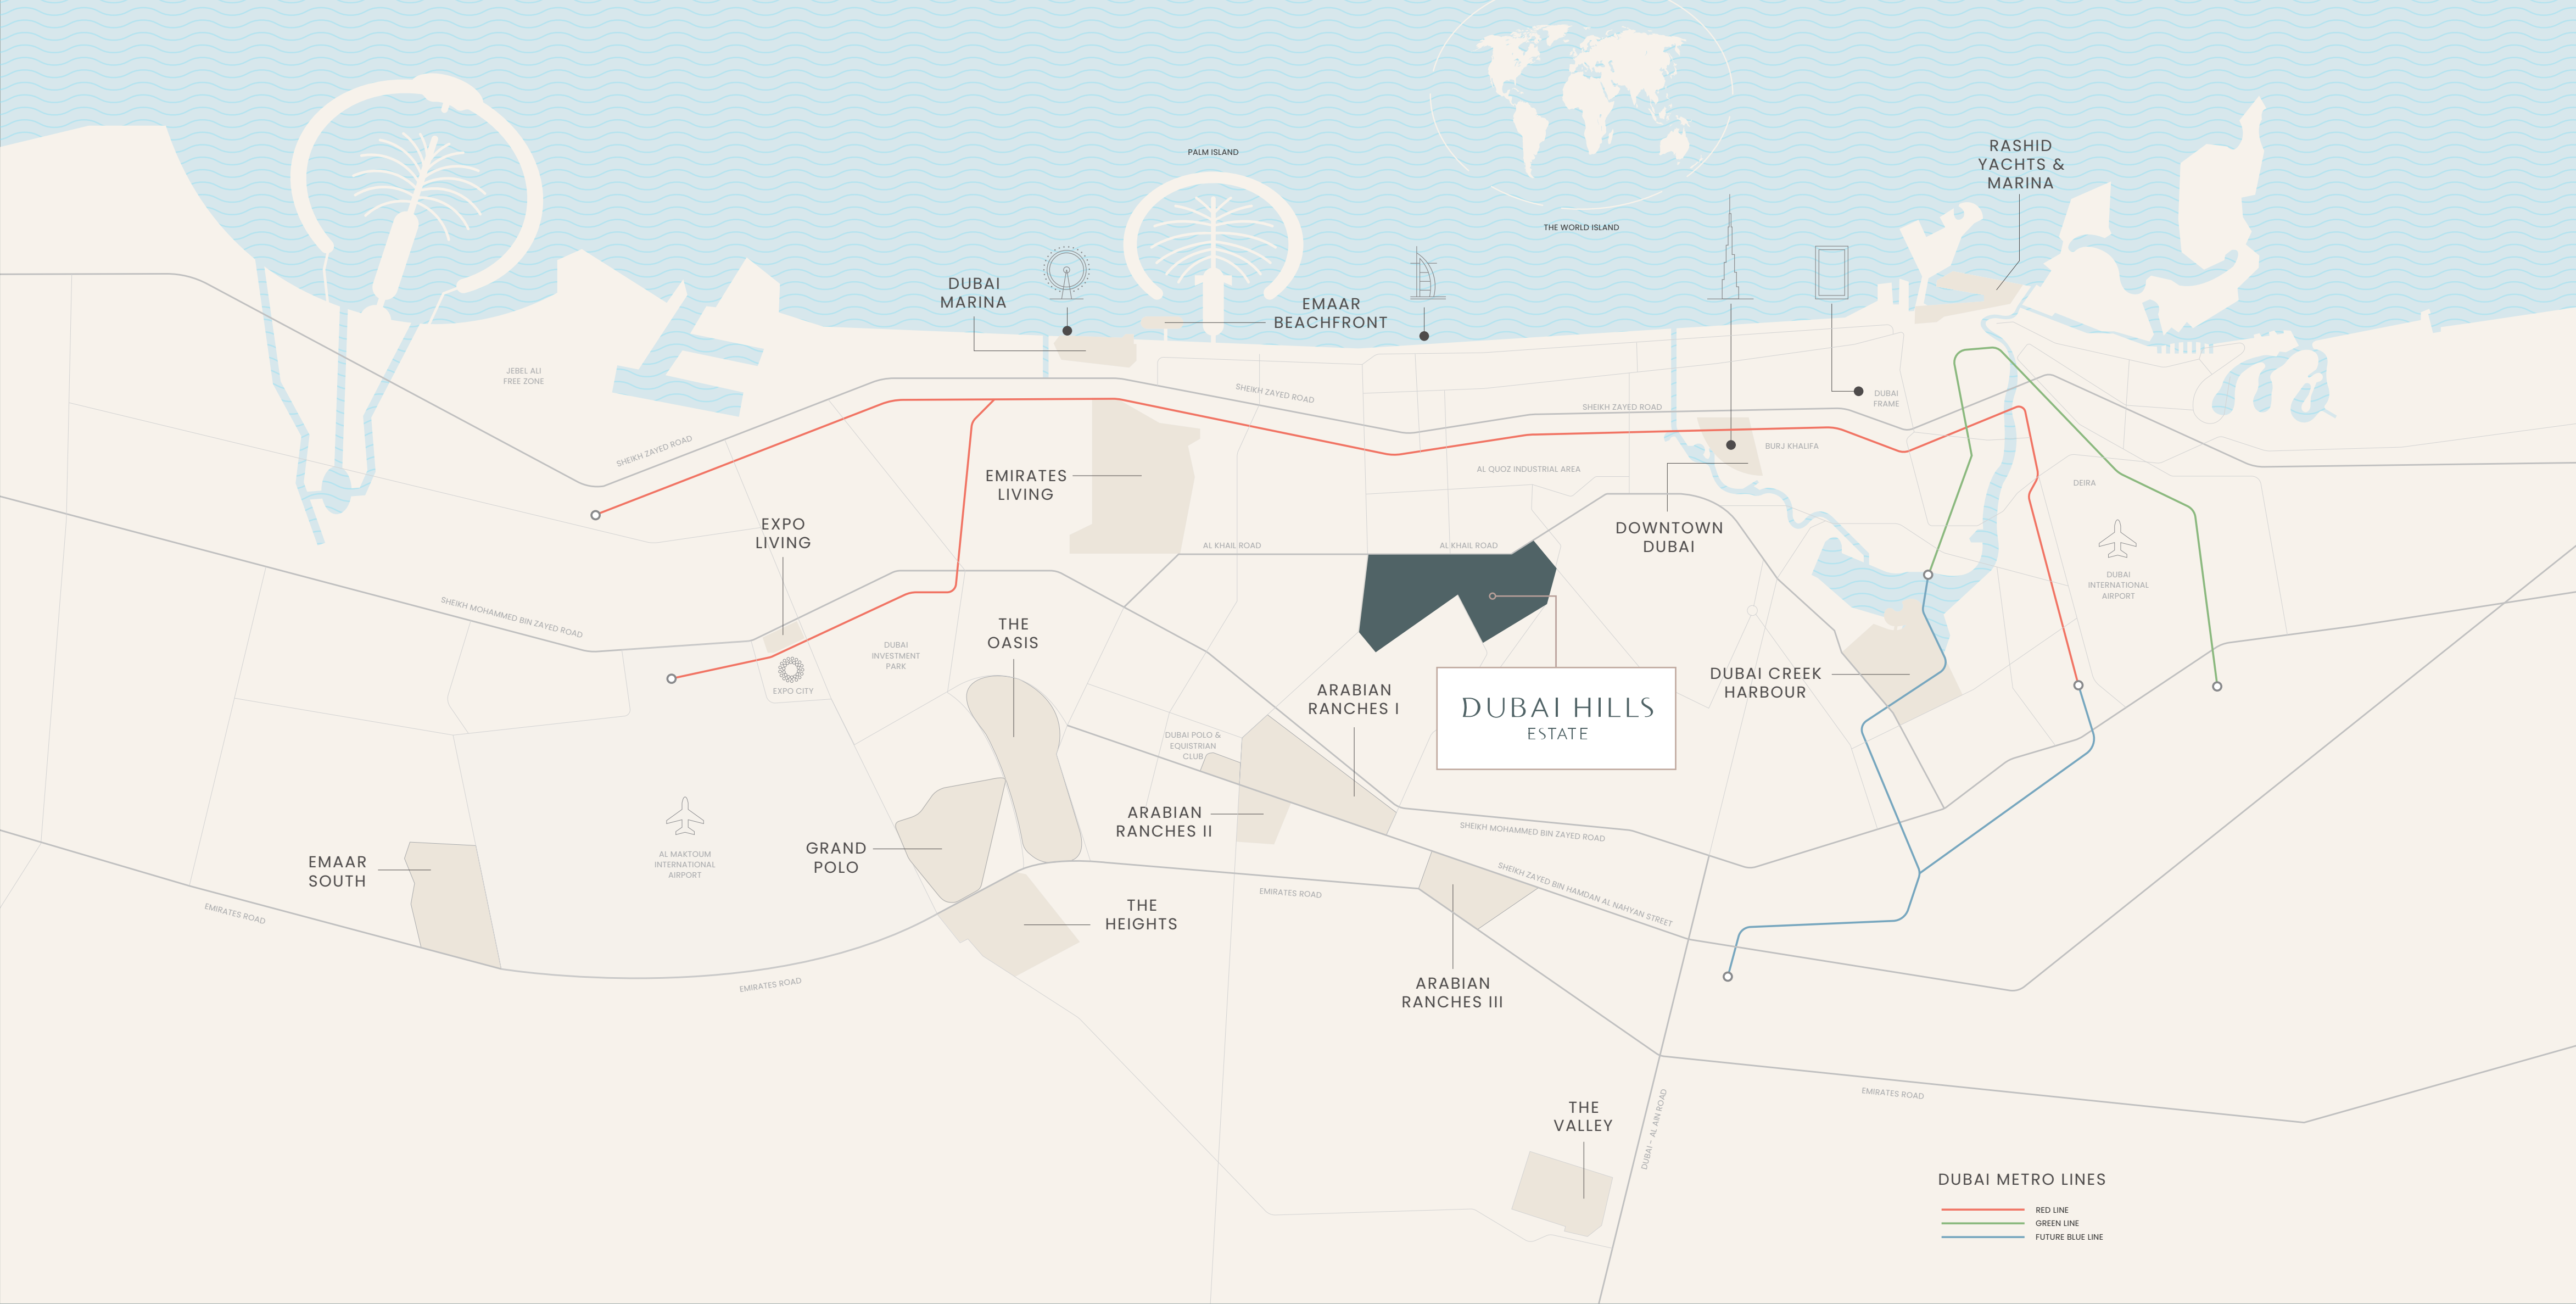 PALM ISLAND
THE WORLD ISLAND
RASHID
YACHTS &
MARINA
DUBAI
MARINA
EMAAR
BEACHFRONT
JEBEL ALI
FREE ZONE
SHEIKH ZAYED ROAD
SHEIKH ZAYED ROAD
SHEIKH ZAYED ROAD
DUBAI
FRAME
BURJ KHALIFA
AL QUOZ INDUSTRIAL AREA
EMIRATES
LIVING
DEIRA
EXPO
LIVING
DOWNTOWN
DUBAI
AL KHAIL ROAD
AL KHAIL ROAD
DUBAI
INTERNATIONAL
AIRPORT
SHEIKH MOHAMMED BIN ZAYED ROAD
THE
OASIS
DUBAI
INVESTMENT
PARK
EXPO CITY
ARABIAN
RANCHES I
DUBAI HILLS
ESTATE
DUBAI CREEK
HARBOUR
DUBAI POLO &
EQUISTRIAN
CLUB
ARABIAN
RANCHES II
SHEIKH MOHAMMED BIN ZAYED ROAD
GRAND
POLO
EMAAR
SOUTH
AL MAKTOUM
INTERNATIONAL
AIRPORT
EMIRATES ROAD
SHEIKH ZAYED BIN HAMDAN AL NAHYAN STREET
EMIRATES ROAD
THE
HEIGHTS
EMIRATES ROAD
ARABIAN
RANCHES III
EMIRATES ROAD
THE
VALLEY
DUBAI - AL AIN ROAD
DUBAI METRO LINES
RED LINE
GREEN LINE
FUTURE BLUE LINE